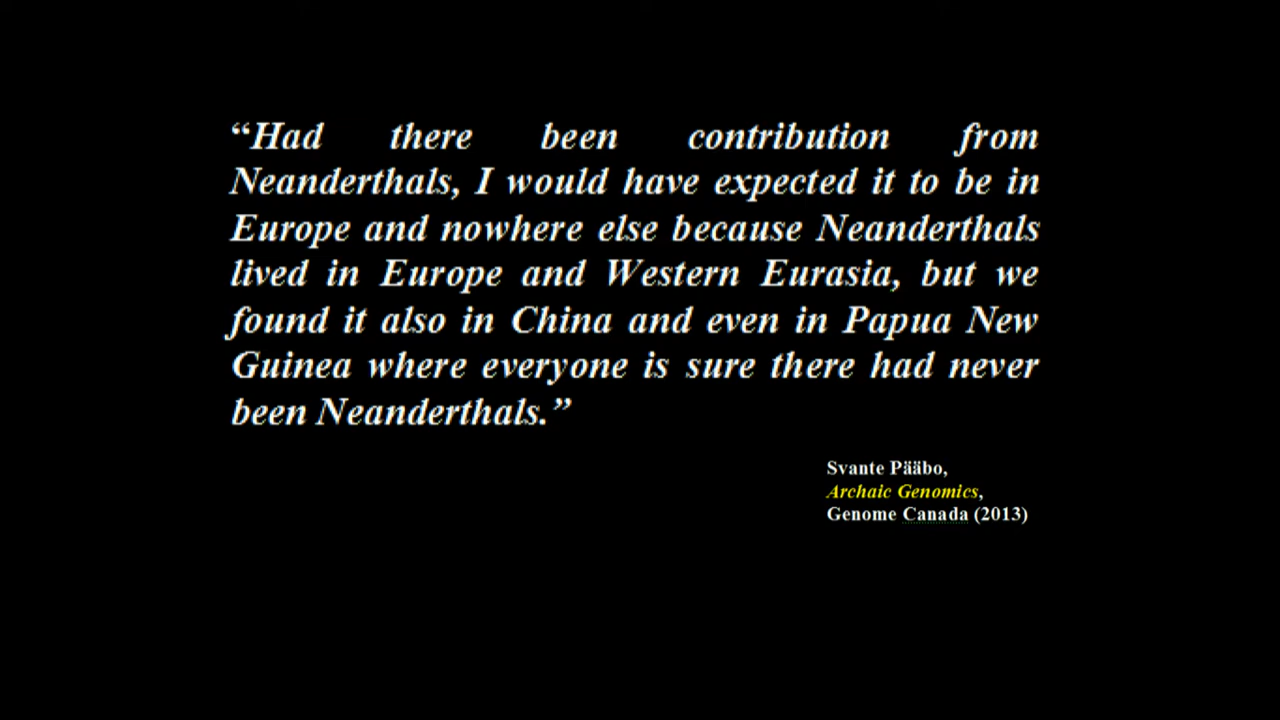 “Had there been contribution from
Neanderthals, I would have expected it to be in
Europe and nowhere else because Neanderthals
lived in Europe and Western Eurasia, but we
found it also in China and even in Papua New
Guinea where everyone is sure there had never
been Neanderthals.”
Svante Pääbo,
Archaic Genomics,
Genome Canada (2013)